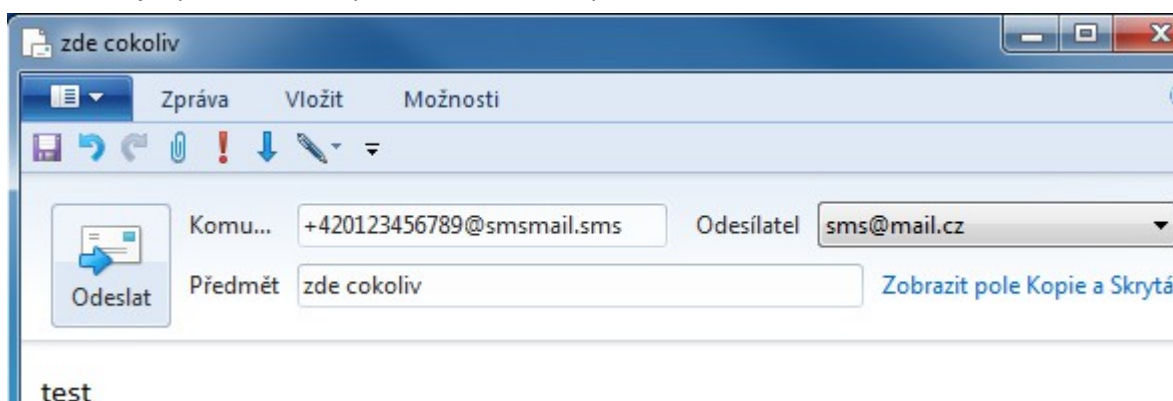 zde cokoliv
Zpráva Vložit Možnosti
Komu... +420123456789@smsmail.sms Odesílatel sms@mail.cz
Odeslat Předmět zde cokoliv Zobrazit pole Kopie a Skrytá
test